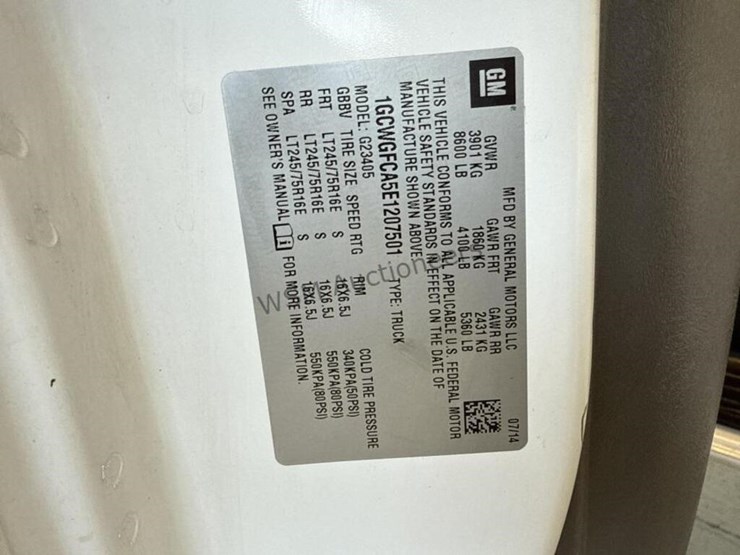 GM
MFD BY GENERAL MOTORS LLC 07/14
GVWR GAWR FRT GAWR RR
3901 KG 1860 KG 2431 KG
8600 LB 4100 LB 5360 LB
THIS VEHICLE CONFORMS TO ALL APPLICABLE U.S. FEDERAL MOTOR
VEHICLE SAFETY STANDARDS IN EFFECT ON THE DATE OF
MANUFACTURE SHOWN ABOVE.
1GCWGFCA5E1207501 TYPE: TRUCK
MODEL: G23405
GBBV TIRE SIZE SPEED RTG RIM COLD TIRE PRESSURE
FRT LT245/75R16E S 16X6.5J 340KPA(50PSI)
RR LT245/75R16E S 16X6.5J 550KPA(80PSI)
SPA LT245/75R16E S 16X6.5J 550KPA(80PSI)
SEE OWNER'S MANUAL FOR MORE INFORMATION.